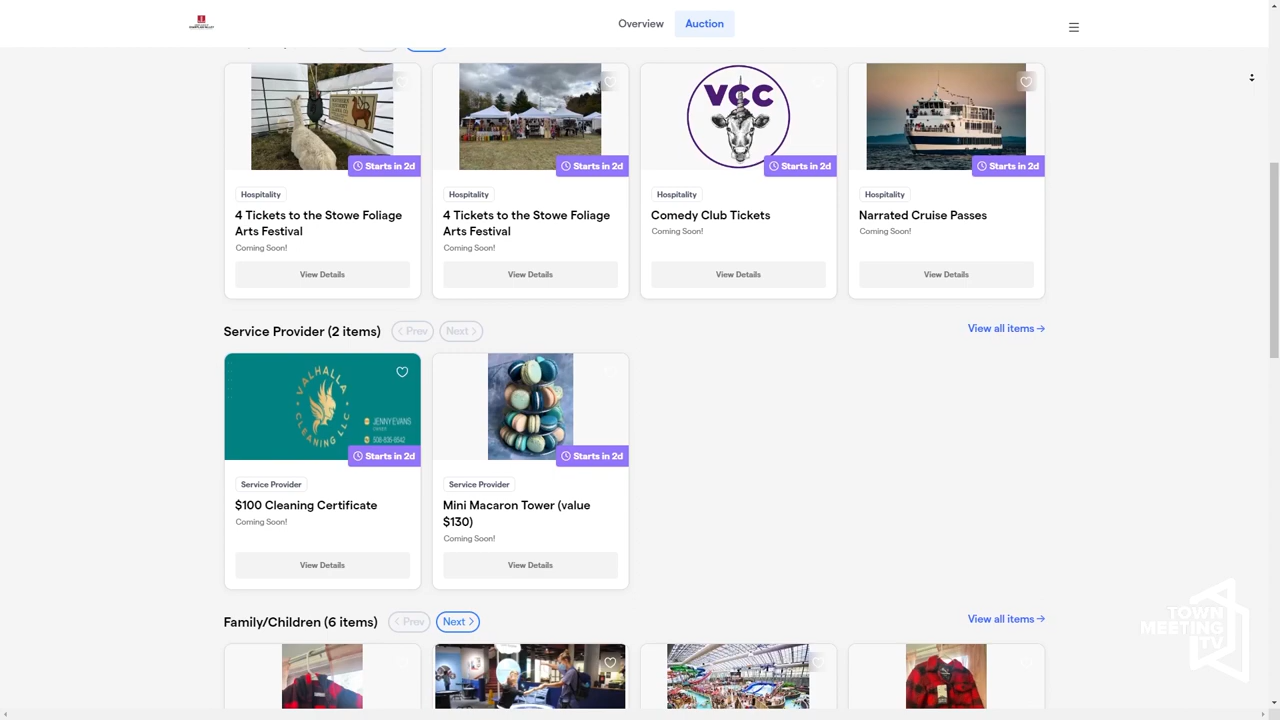 Overview
Auction
Starts in 2d
Hospitality
4 Tickets to the Stowe Foliage
Arts Festival
Coming Soon!
View Details
Starts in 2d
Hospitality
4 Tickets to the Stowe Foliage
Arts Festival
Coming Soon!
View Details
VCC
Starts in 2d
Hospitality
Comedy Club Tickets
Coming Soon!
View Details
Starts in 2d
Hospitality
Narrated Cruise Passes
Coming Soon!
View Details
Service Provider (2 items)
< Prev
Next >
View all items →
VALHALLA
CLEANING LLC
JENNY EVANS
OWNER
Starts in 2d
Service Provider
$100 Cleaning Certificate
Coming Soon!
View Details
Starts in 2d
Service Provider
Mini Macaron Tower (value
$130)
Coming Soon!
View Details
Family/Children (6 items)
< Prev
Next >
View all items →
TOWN
MEETING
TV